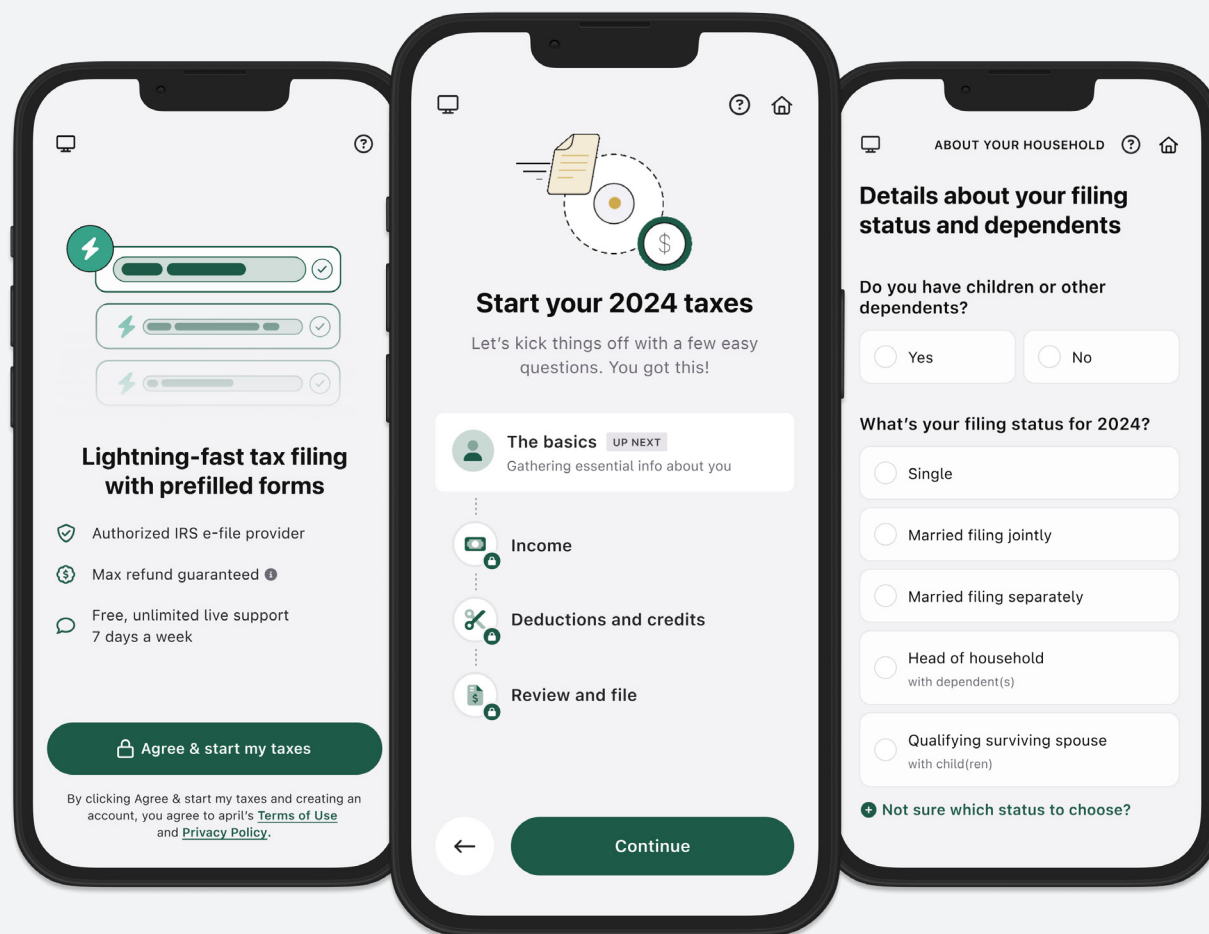 Lightning-fast tax filing
with prefilled forms
Authorized IRS e-file provider
Max refund guaranteed
Free, unlimited live support
7 days a week
Agree & start my taxes
By clicking Agree & start my taxes and creating an
account, you agree to april's Terms of Use
and Privacy Policy.
Start your 2024 taxes
Let's kick things off with a few easy
questions. You got this!
The basics UP NEXT
Gathering essential info about you
Income
Deductions and credits
Review and file
Continue
ABOUT YOUR HOUSEHOLD
Details about your filing
status and dependents
Do you have children or other
dependents?
Yes
No
What's your filing status for 2024?
Single
Married filing jointly
Married filing separately
Head of household
with dependent(s)
Qualifying surviving spouse
with child(ren)
Not sure which status to choose?